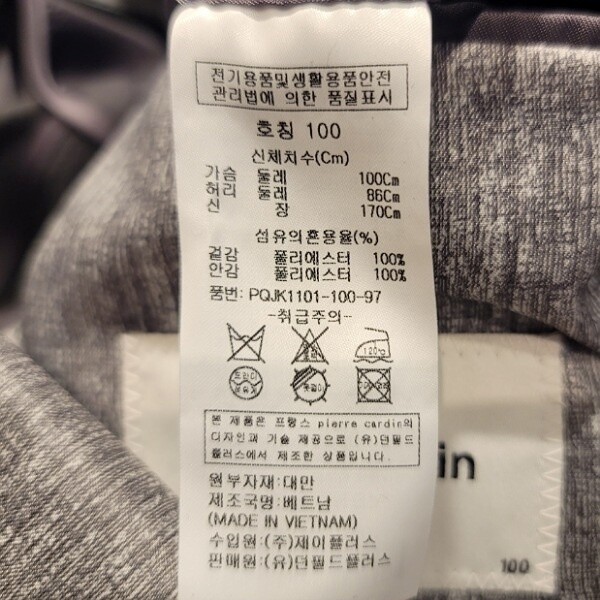 전기용품및생활용품안전
관리법에 의한 품질표시
호칭 100
신체치수(Cm)
가슴 둘레 100Cm
허리 둘레 86Cm
신 장 170Cm
섬유의혼용율(%)
겉감 폴리에스터 100%
안감 폴리에스터 100%
품번: PQJK1101-100-97
-취급주의-
120℃
드라이
옷걸이
본 제품은 프랑스 pierre cardin의
디자인과 기술 제공으로 (유)던필드
플러스에서 제조한 상품입니다.
원부자재:대만
제조국명:베트남
(MADE IN VIETNAM)
수입원:(주)제이플러스
판매원:(유)던필드플러스
in
100